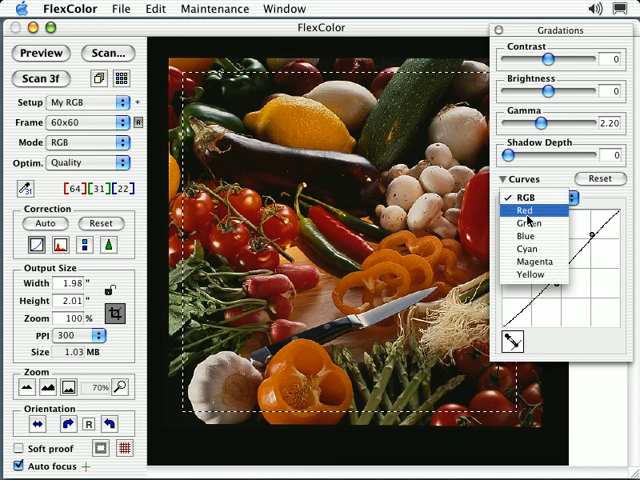 FlexColor File Edit Maintenance Window
FlexColor
Gradations
Preview Scan...
Scan 3f
Setup My RGB +
Frame 60x60 R
Mode RGB
Optim. Quality
[64] [31] [22]
Correction
Auto Reset
Output Size
Width 1.98 "
Height 2.01 "
Zoom 100 %
PPI 300
Size 1.03 MB
Zoom
70%
Orientation
R
Soft proof
Auto focus +
Contrast
0
Brightness
0
Gamma
2.20
Shadow Depth
0
Curves Reset
✓ RGB
Red
Green
Blue
Cyan
Magenta
Yellow